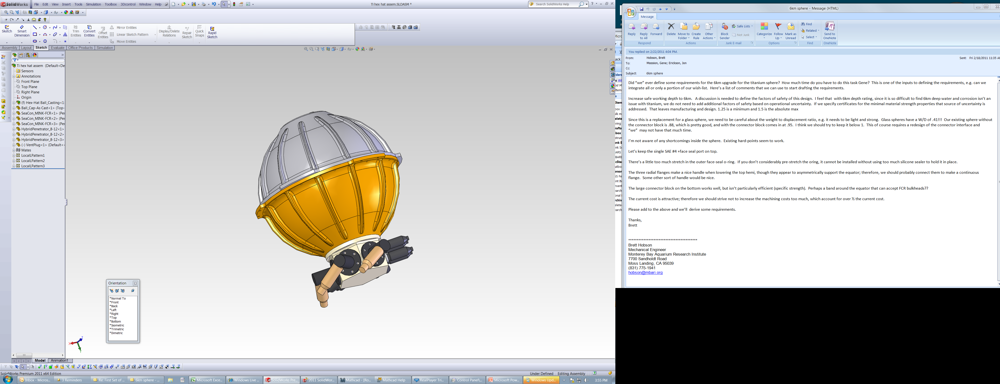 SolidWorks
File Edit View Insert Tools Simulation Toolbox 3Dcontrol Window Help
Ti hex hat assem.SLDASM *
Search SolidWorks Help
Sketch
Smart Dimension
Trim Entities
Convert Entities
Offset Entities
Mirror Entities
Linear Sketch Pattern
Move Entities
Display/Delete Relations
Repair Sketch
Quick Snaps
Rapid Sketch
Assembly Layout Sketch Evaluate Office Products Simulation
Ti hex hat assem (Default<De
Sensors
Annotations
Front Plane
Top Plane
Right Plane
Origin
(f) Hex-Hat Ball_Casting<1
Ball_Cap-As Cast<1> (Top-
SeaCon_MINK-FCR<1> (Per
SeaCon_MINK-FCR<2> (Per
SeaCon_MINK-FCR<3> (Per
HybridPenetrator_8-12<1>
HybridPenetrator_8-12<2>
HybridPenetrator_8-12<3>
(-) VentPlug<1> (Default<
Mates
LocalLPattern1
LocalLPattern2
LocalLPattern3
Orientation
*Normal To
*Front
*Back
*Left
*Right
*Top
*Bottom
*Isometric
*Trimetric
*Dimetric
Model Animation1
SolidWorks Premium 2011 x64 Edition
Under Defined Editing Assembly
Inbox - Micros...
3 Reminders
Re: First Set of ...
6km sphere - ...
Microsoft Exce...
Windows Live ...
SolidWorks Pre...
2011 SolidWor...
Mathcad - [Ro...
Mathcad Help
RealPlayer Tri...
Control Panel\...
Microsoft Pow...
Windows Upd...
3:55 PM
6km sphere - Message (HTML)
Message
Reply
Reply to All
Forward
Respond
Delete
Move to Folder
Create Rule
Other Actions
Actions
Block Sender
Safe Lists
Not Junk
Junk E-mail
Categorize
Follow Up
Mark as Unread
Options
Find
Related
Select
Find
Send to OneNote
OneNote
You replied on 2/22/2011 4:04 PM.
From: Hobson, Brett
Sent: Fri 2/18/2011 11:35 AM
To: Massion, Gene; Erickson, Jon
Cc:
Subject: 6km sphere
Did “we” ever define some requirements for the 6km upgrade for the titanium sphere? How much time do you have to do this task Gene? This is one of the inputs to defining the requirements, e.g. can we
integrate all or only a portion of our wish-list. Here’s a list of comments that we can use to start drafting the requirements.
Increase safe working depth to 6km. A discussion is needed to define the factors of safety of this design. I feel that with 6km depth rating, since it is so difficult to find 6km deep water and corrosion isn’t an
issue with titanium, we do not need to add additional factors of safety based on operational uncertainty. If we specify certificates for the minimal material strength properties that source of uncertainty is
addressed. That leaves manufacturing and design. 1.25 is a minimum and 1.5 is the absolute max
Since this is a replacement for a glass sphere, we need to be careful about the weight to displacement ratio, e.g. it needs to be light and strong. Glass spheres have a W/D of .41!!! Our existing sphere without
the connector block is .88, which is pretty good, and with the connector block comes in at .95. I think we should try to keep it below 1. This of course requires a redesign of the connector interface and
“we” may not have that much time.
I’m not aware of any shortcomings inside the sphere. Existing hard-points seem to work.
Let’s keep the single SAE #4 +face seal port on top.
There’s a little too much stretch in the outer face-seal o-ring. If you don’t considerably pre-stretch the oring, it cannot be installed without using too much silicone sealer to hold it in place.
The three radial flanges make a nice handle when lowering the top hemi, though they appear to asymmetrically support the equator; therefore, we should probably connect them to make a continuous
flange. Some other sort of handle would be nice.
The large connector block on the bottom works well, but isn’t particularly efficient (specific strength). Perhaps a band around the equator that can accept FCR bulkheads??
The current cost is attractive; therefore we should strive not to increase the machining costs too much, which account for over ½ the current cost.
Please add to the above and we’ll derive some requirements.
Thanks,
Brett
*****************************************
Brett Hobson
Mechanical Engineer
Monterey Bay Aquarium Research Institute
7700 Sandholdt Road
Moss Landing, CA 95039
(831) 775-1941
hobson@mbari.org